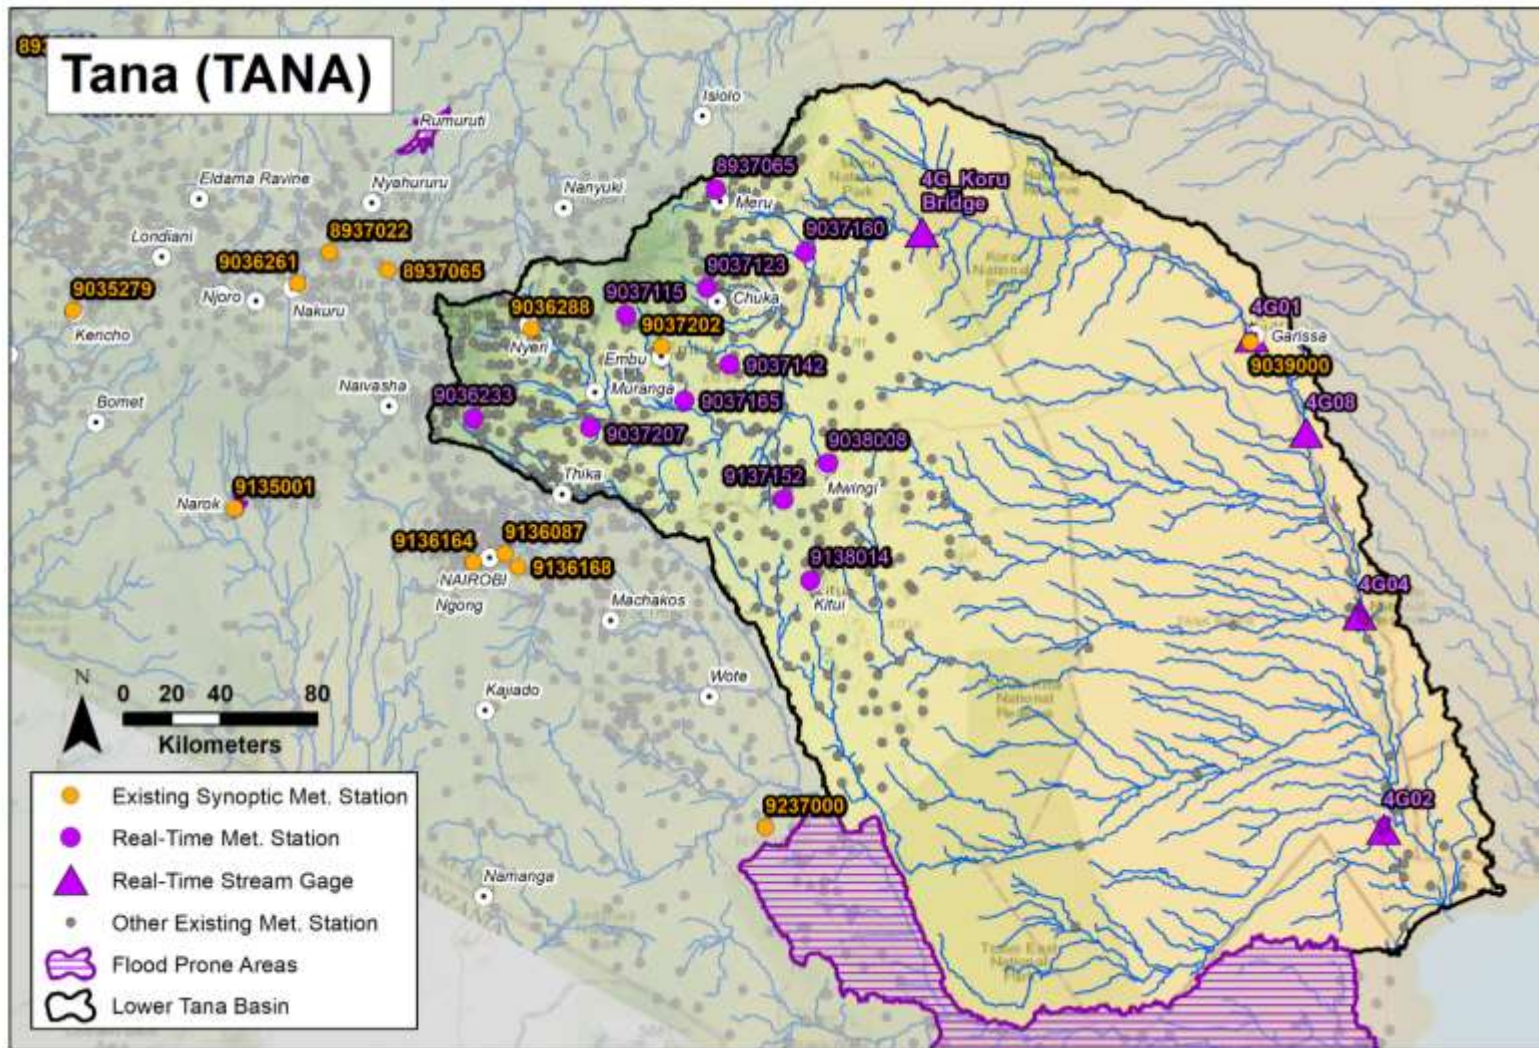 Tana (TANA)
Isiolo
Rumuruti
8937065
Eldama Ravine
Nyahururu
Nanyuki
Meru
4G_Koru
Bridge
Londiani
8937022
9037160
9036261
8937065
9037123
9035279
Njoro
Nakuru
9036288
9037115
Chuka
4G01
Kericho
Nyeri
9037202
Garissa
Embu
9037142
9039000
Naivasha
Muranga
9036233
9037165
Bomet
4G08
9037207
9038008
Thika
9137152
Mwingi
9135001
Narok
9136164
9136087
9136168
9138014
NAIROBI
Ngong
Machakos
Kitui
4G04
N
0 20 40 80
Kilometers
Kajiado
Wote
9237000
4G02
Namanga
Existing Synoptic Met. Station
Real-Time Met. Station
Real-Time Stream Gage
Other Existing Met. Station
Flood Prone Areas
Lower Tana Basin